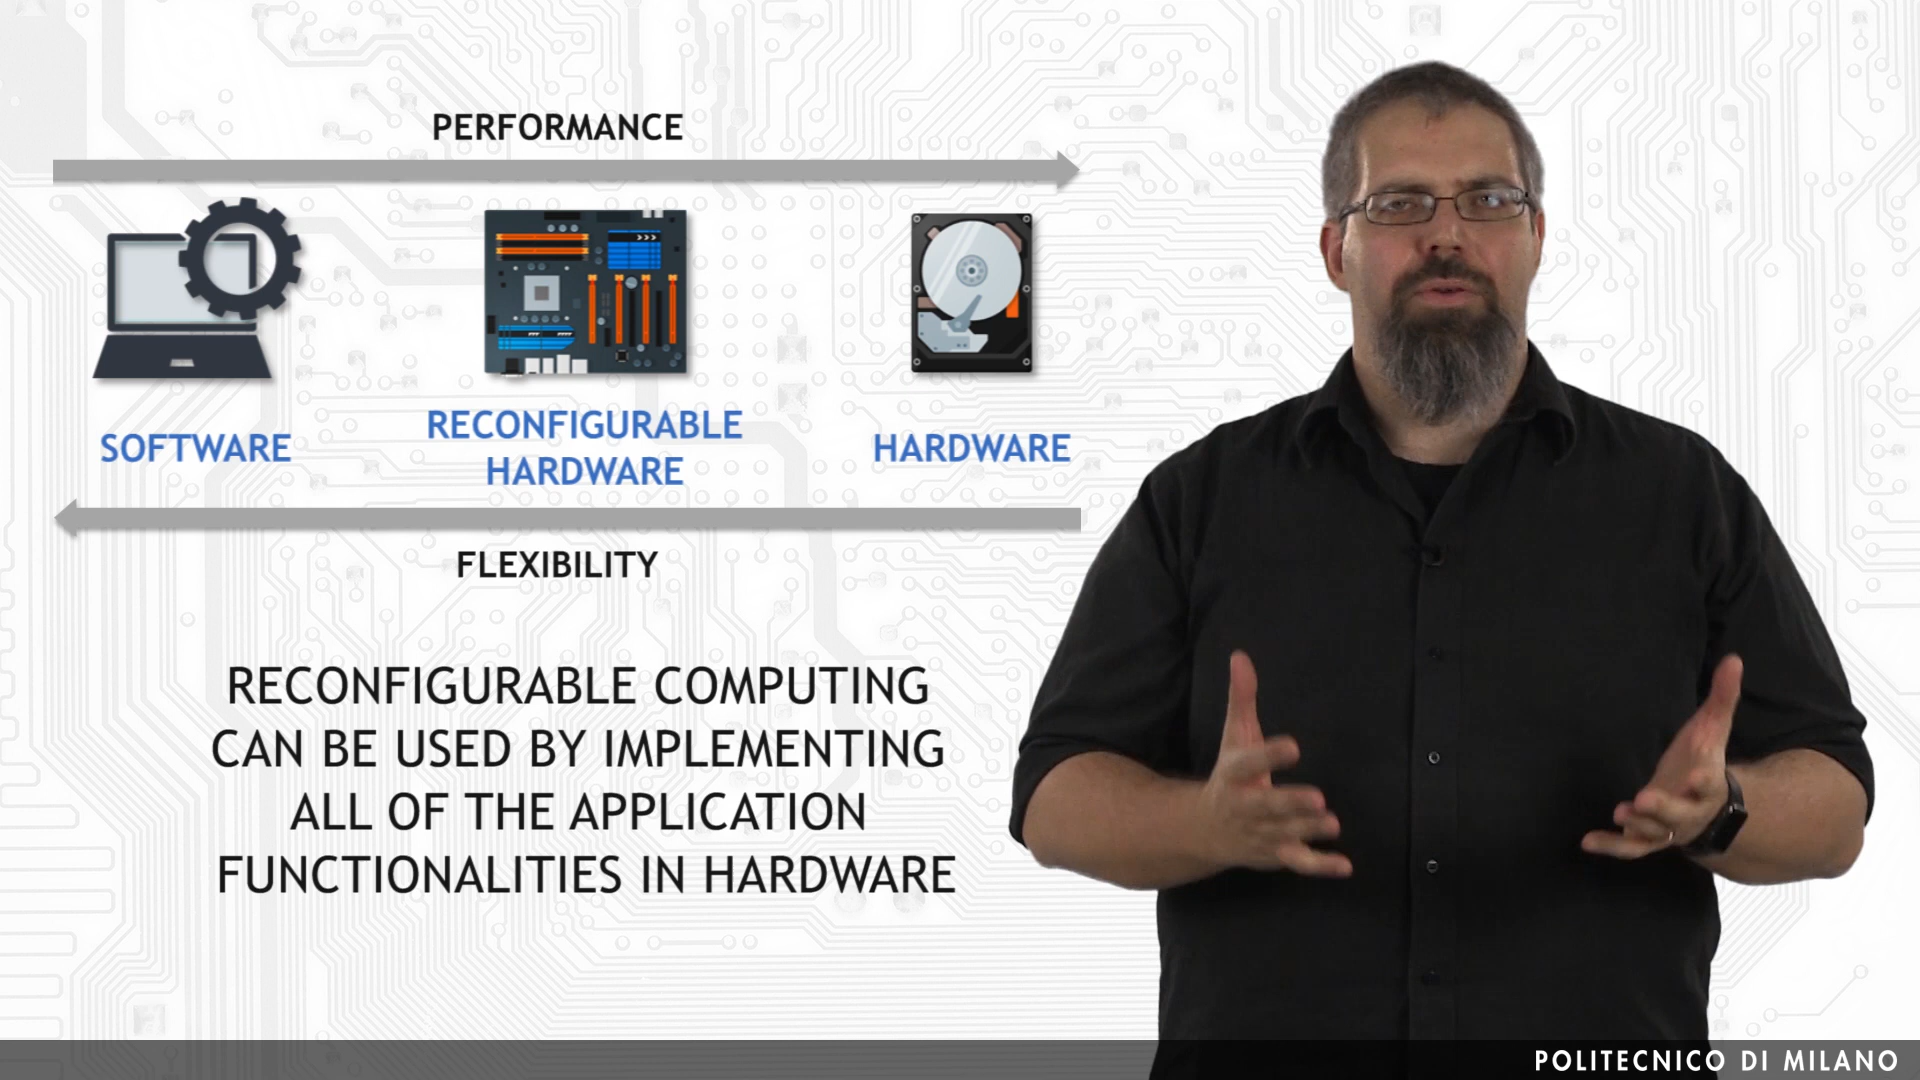 PERFORMANCE
SOFTWARE
RECONFIGURABLE
HARDWARE
HARDWARE
FLEXIBILITY
RECONFIGURABLE COMPUTING
CAN BE USED BY IMPLEMENTING
ALL OF THE APPLICATION
FUNCTIONALITIES IN HARDWARE
POLITECNICO DI MILANO